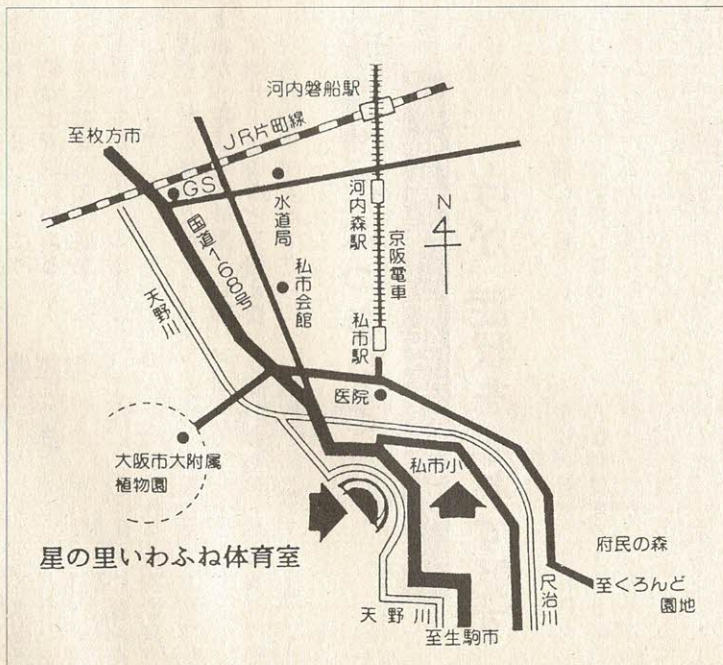 河内磐船駅
JR片町線
至枚方市
GS
水道局
河内森駅
N
国道168号
京阪電車
私市会館
天野川
私市駅
医院
大阪市大附属
植物園
私市小
星の里いわふね体育室
府民の森
至くろんど
園地
尺治川
天野川
至生駒市